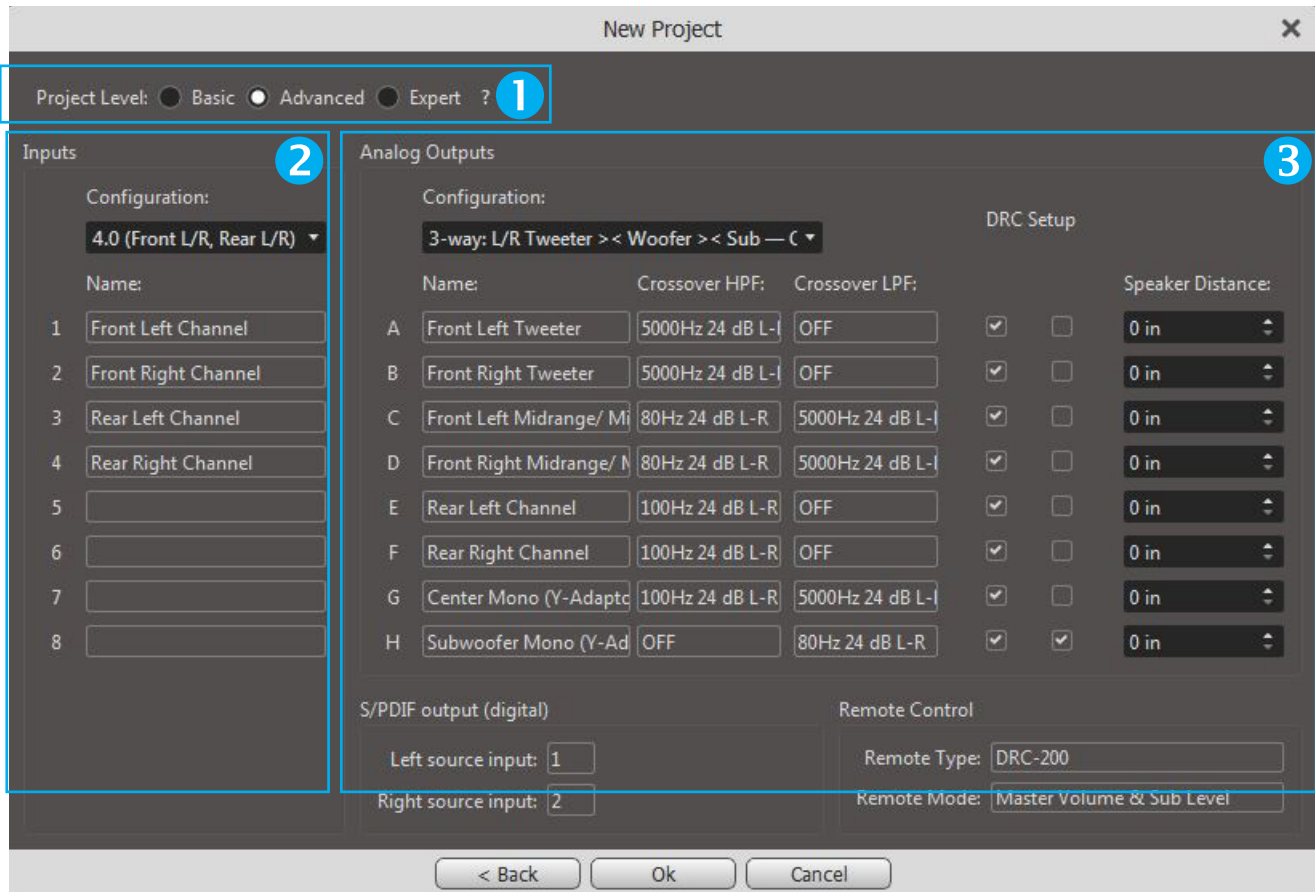 New Project
Project Level: Basic Advanced Expert ? 1
Inputs 2
Analog Outputs 3
Configuration:
4.0 (Front L/R, Rear L/R)
Configuration:
3-way: L/R Tweeter >< Woofer >< Sub — C
DRC Setup
Name:
Name: Crossover HPF: Crossover LPF: Speaker Distance:
1 Front Left Channel
A Front Left Tweeter 5000Hz 24 dB L-I OFF 0 in
2 Front Right Channel
B Front Right Tweeter 5000Hz 24 dB L-I OFF 0 in
3 Rear Left Channel
C Front Left Midrange/ Mi 80Hz 24 dB L-R 5000Hz 24 dB L-I 0 in
4 Rear Right Channel
D Front Right Midrange/ M 80Hz 24 dB L-R 5000Hz 24 dB L-I 0 in
5
E Rear Left Channel 100Hz 24 dB L-R OFF 0 in
6
F Rear Right Channel 100Hz 24 dB L-R OFF 0 in
7
G Center Mono (Y-Adapto 100Hz 24 dB L-R 5000Hz 24 dB L-I 0 in
8
H Subwoofer Mono (Y-Ad OFF 80Hz 24 dB L-R 0 in
S/PDIF output (digital)
Left source input: 1
Right source input: 2
Remote Control
Remote Type: DRC-200
Remote Mode: Master Volume & Sub Level
< Back Ok Cancel